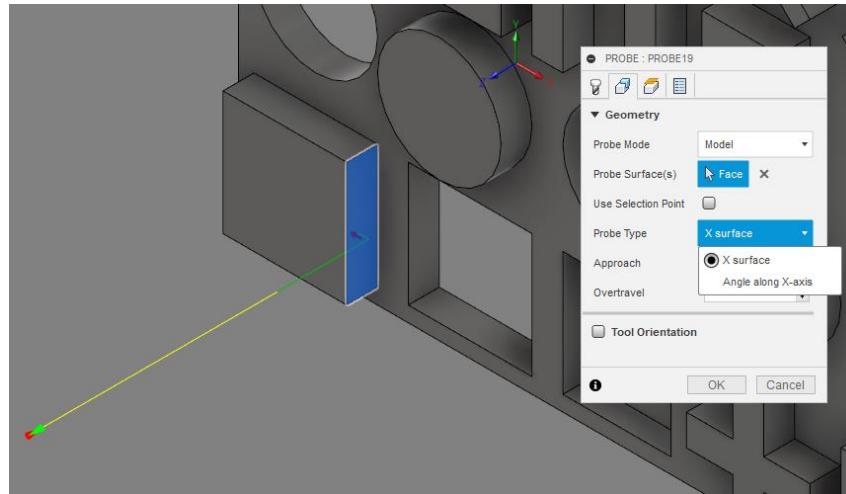 Y
Z
X
PROBE : PROBE19
Geometry
Probe Mode Model
Probe Surface(s) Face
Use Selection Point
Probe Type X surface
X surface
Approach
Angle along X-axis
Overtravel
Tool Orientation
OK Cancel